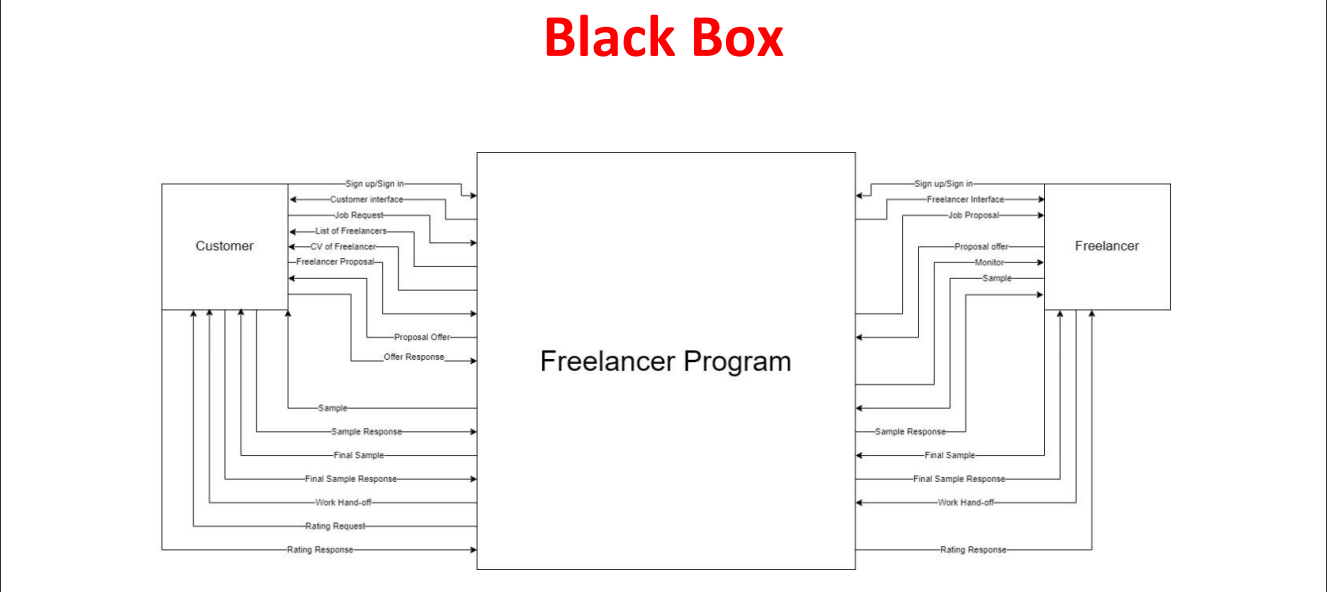 Black Box
Sign up/Sign in
Customer interface
Job Request
List of Freelancers
CV of Freelancer
Freelancer Proposal
Customer
Proposal Offer
Offer Response
Sample
Sample Response
Final Sample
Final Sample Response
Work Hand-off
Rating Request
Rating Response
Freelancer Program
Sign up/Sign in
Freelancer Interface
Job Proposal
Proposal offer
Monitor
Sample
Freelancer
Sample Response
Final Sample
Final Sample Response
Work Hand-off
Rating Response